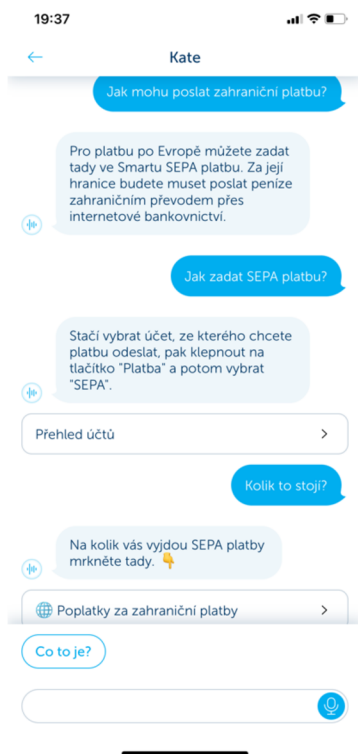 19:37
Kate
Jak mohu poslat zahraniční platbu?
Pro platbu po Evropě můžete zadat
tady ve Smartu SEPA platbu. Za její
hranice budete muset poslat peníze
zahraničním převodem přes
internetové bankovnictví.
Jak zadat SEPA platbu?
Stačí vybrat účet, ze kterého chcete
platbu odeslat, pak klepnout na
tlačítko "Platba" a potom vybrat
"SEPA".
Přehled účtů
Kolik to stojí?
Na kolik vás vyjdou SEPA platby
mrkněte tady. 👇
Poplatky za zahraniční platby
Co to je?